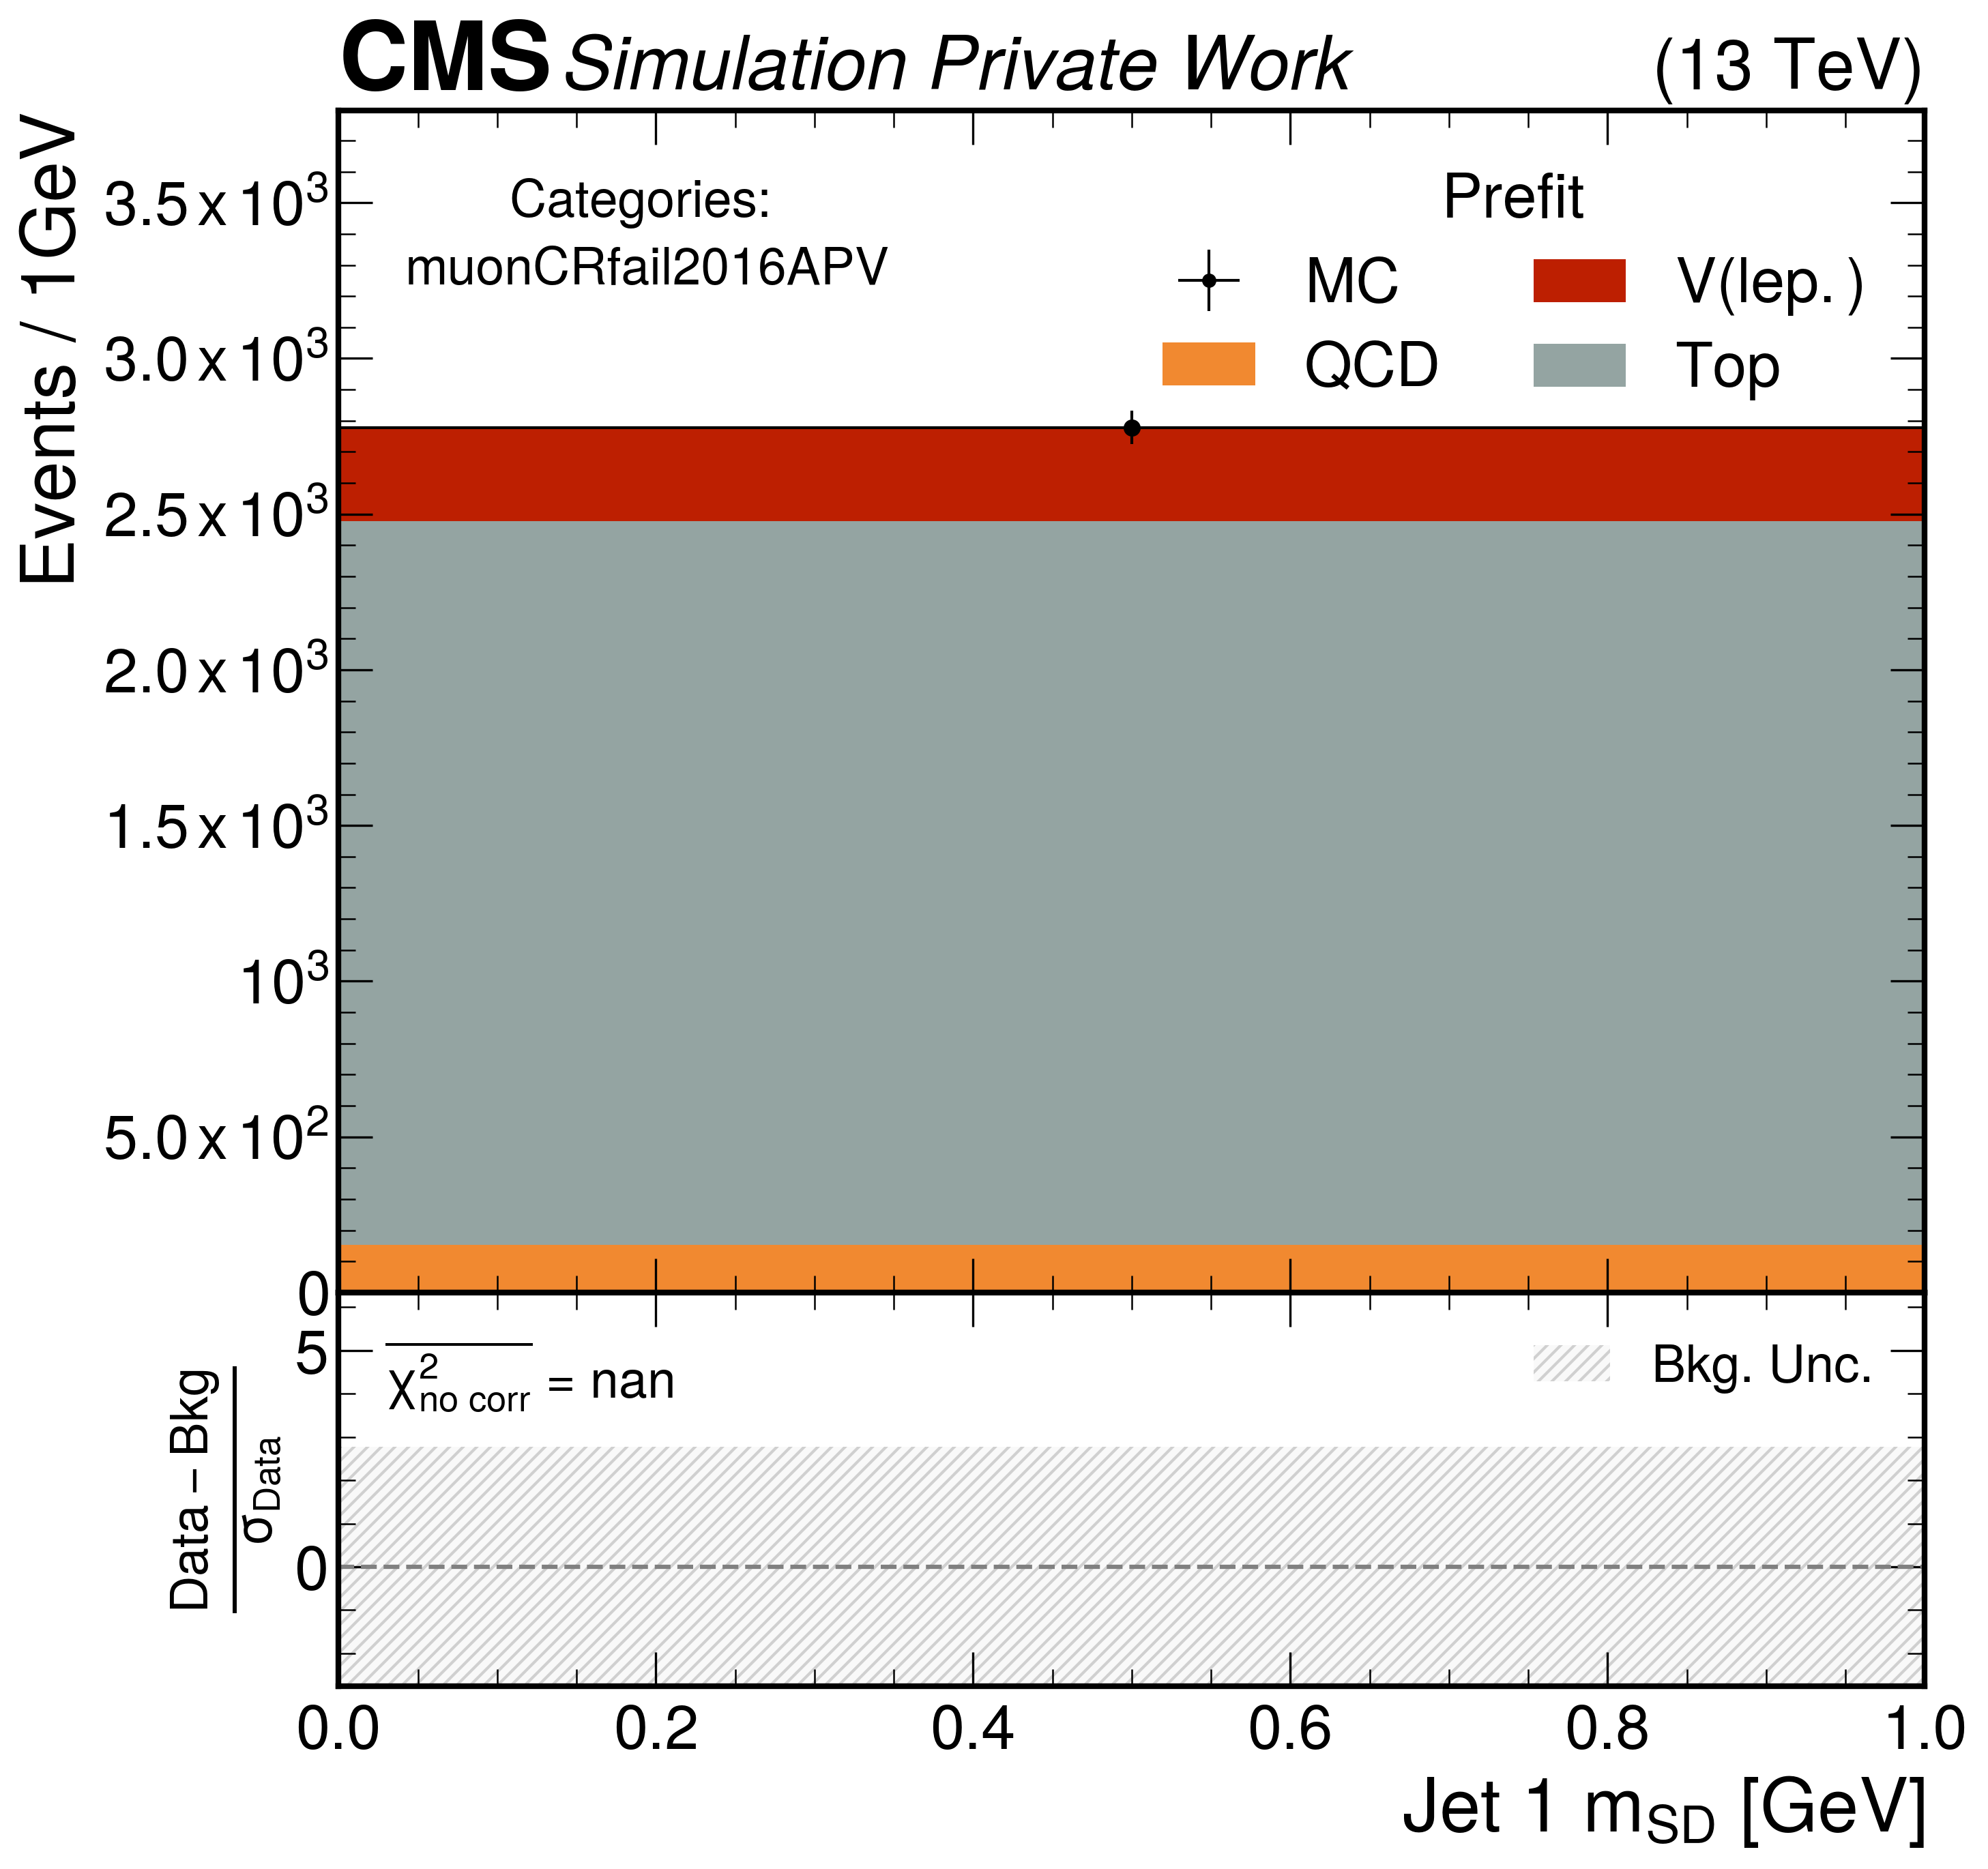 CMS Simulation Private Work (13 TeV)
Events / 1GeV
3.5 x 10³
3.0 x 10³
2.5 x 10³
2.0 x 10³
1.5 x 10³
10³
5.0 x 10²
0
Categories:
muonCRfail2016APV
Prefit
MC V(lep.)
QCD Top
Data – Bkg
σ_Data
5
0
χ²_no corr = nan
Bkg. Unc.
0.0 0.2 0.4 0.6 0.8 1.0
Jet 1 m_SD [GeV]